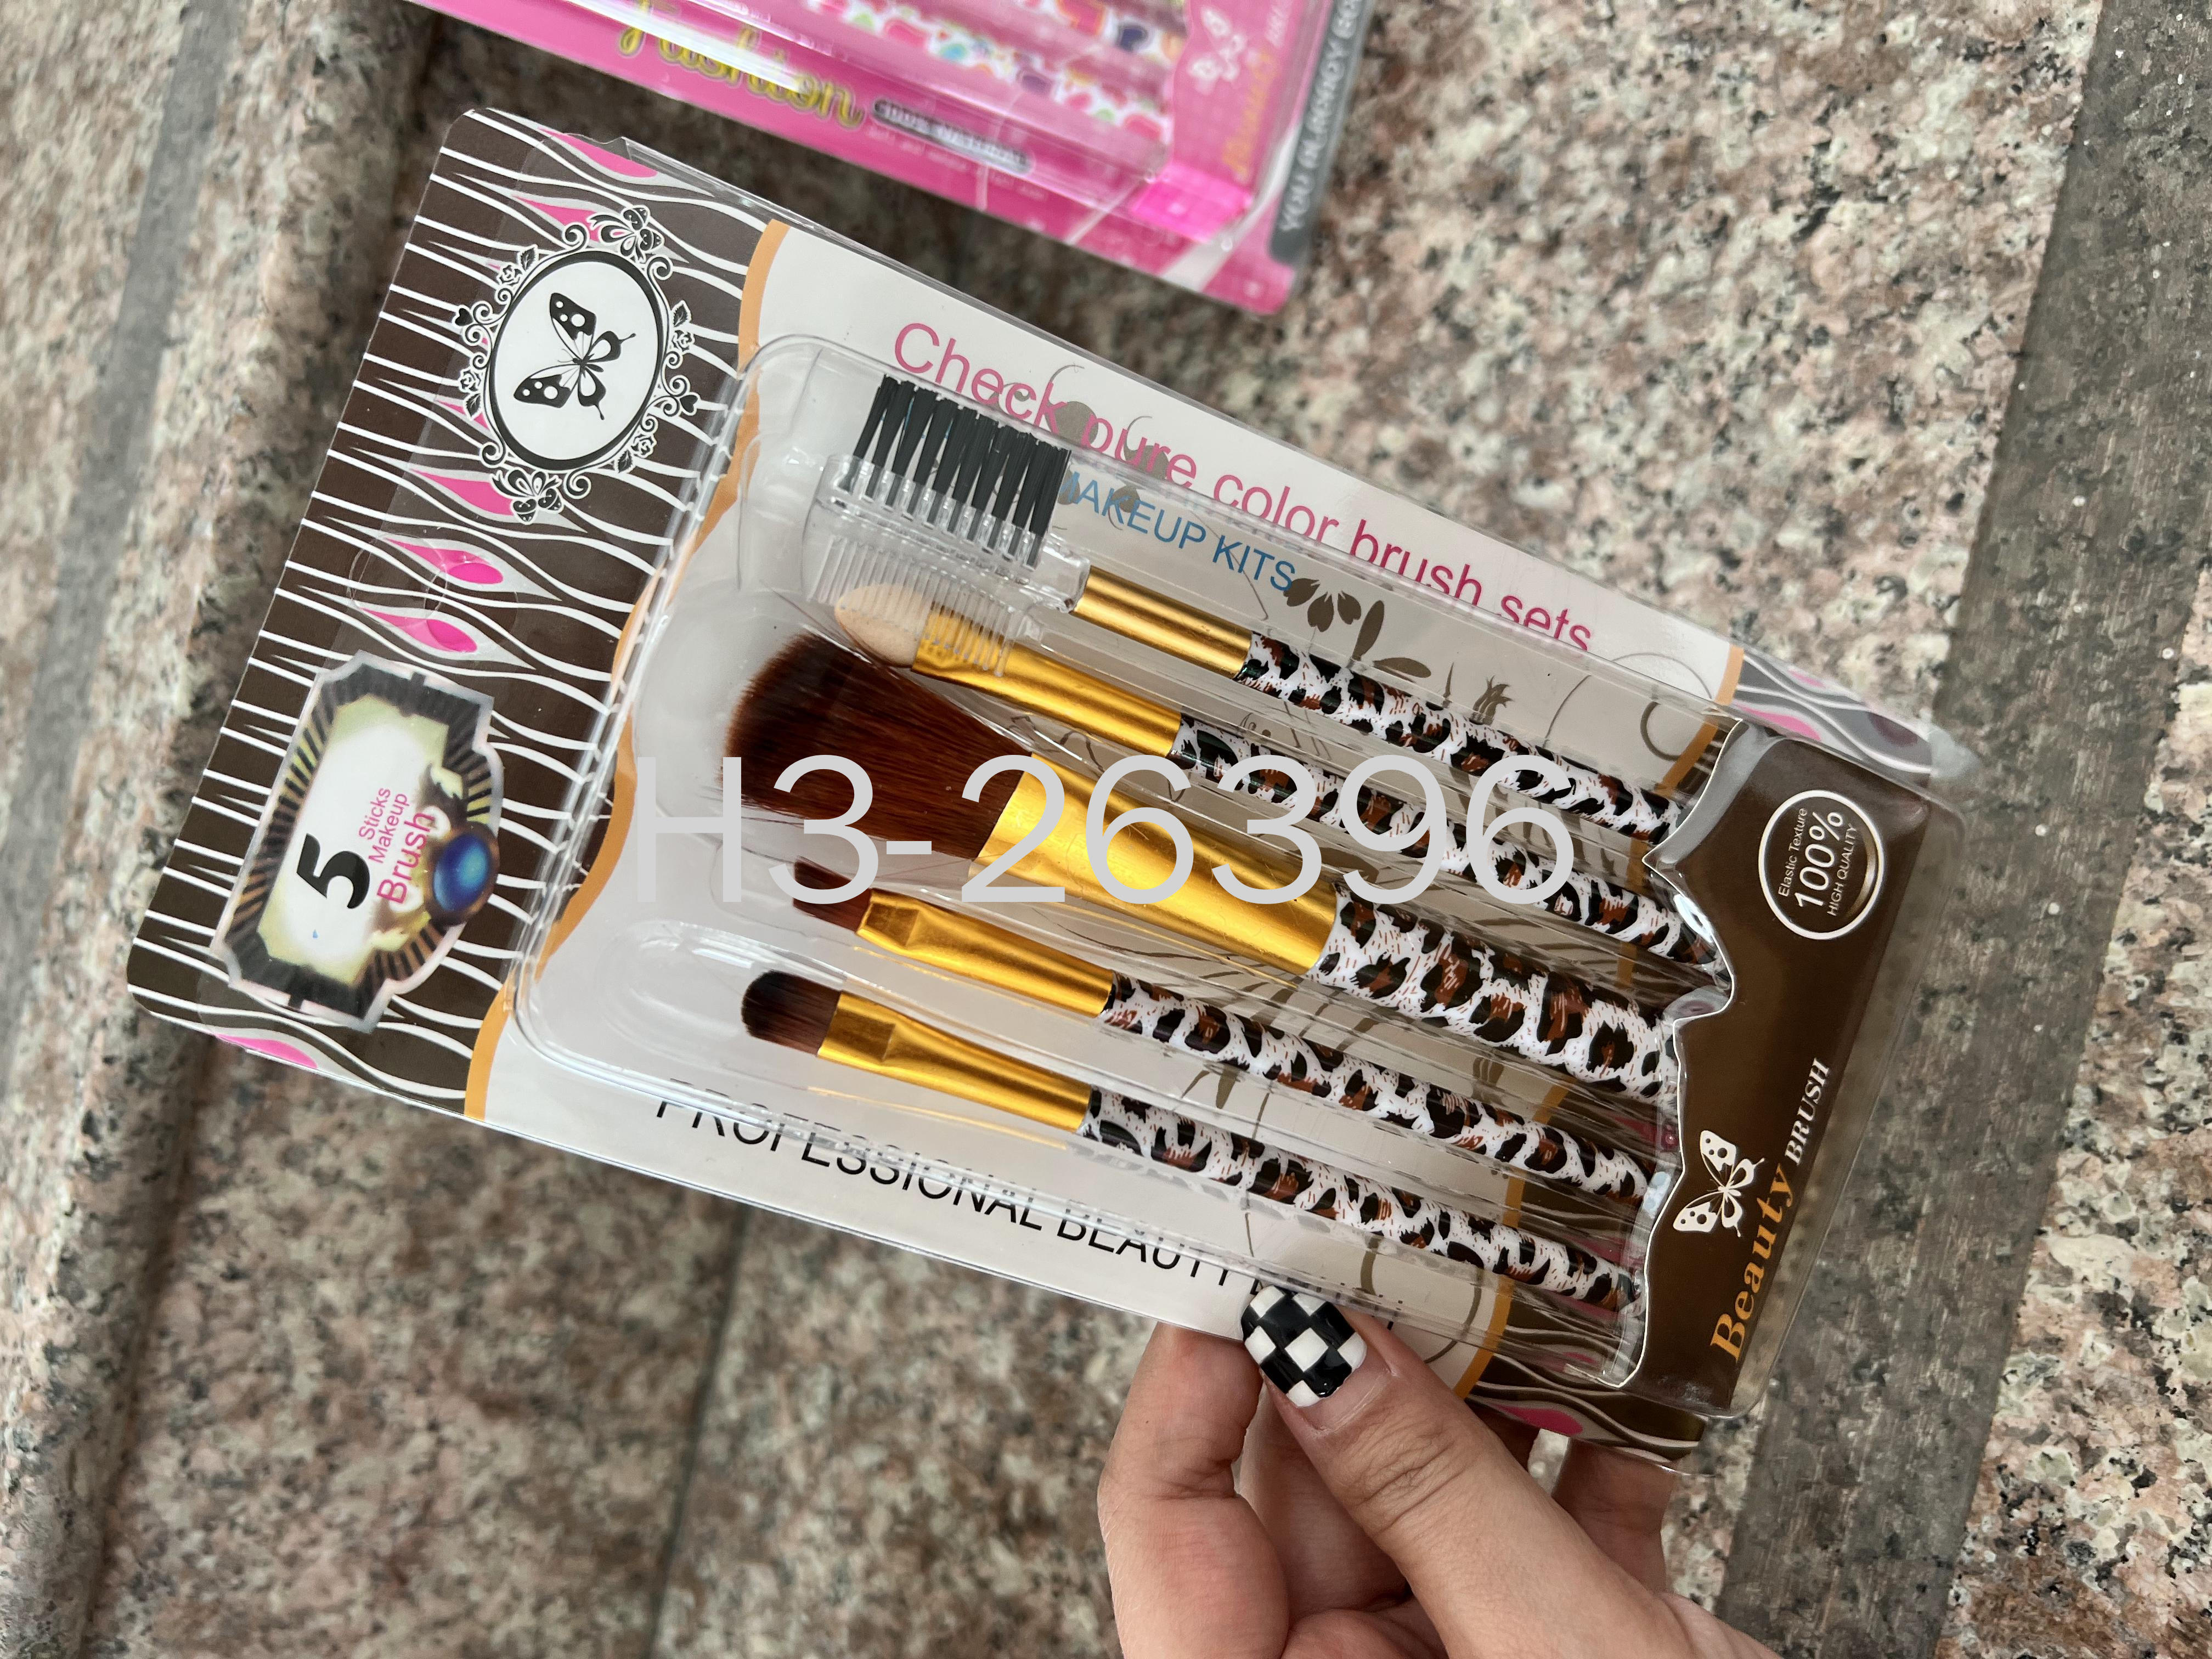 Fashion
Check pure color brush sets
MAKEUP KITS
5
Sticks
Makeup
Brush
H3-26396
Elastic Texture
100%
HIGH QUALITY
Beauty BRUSH
PROFESSIONAL BEAUTY